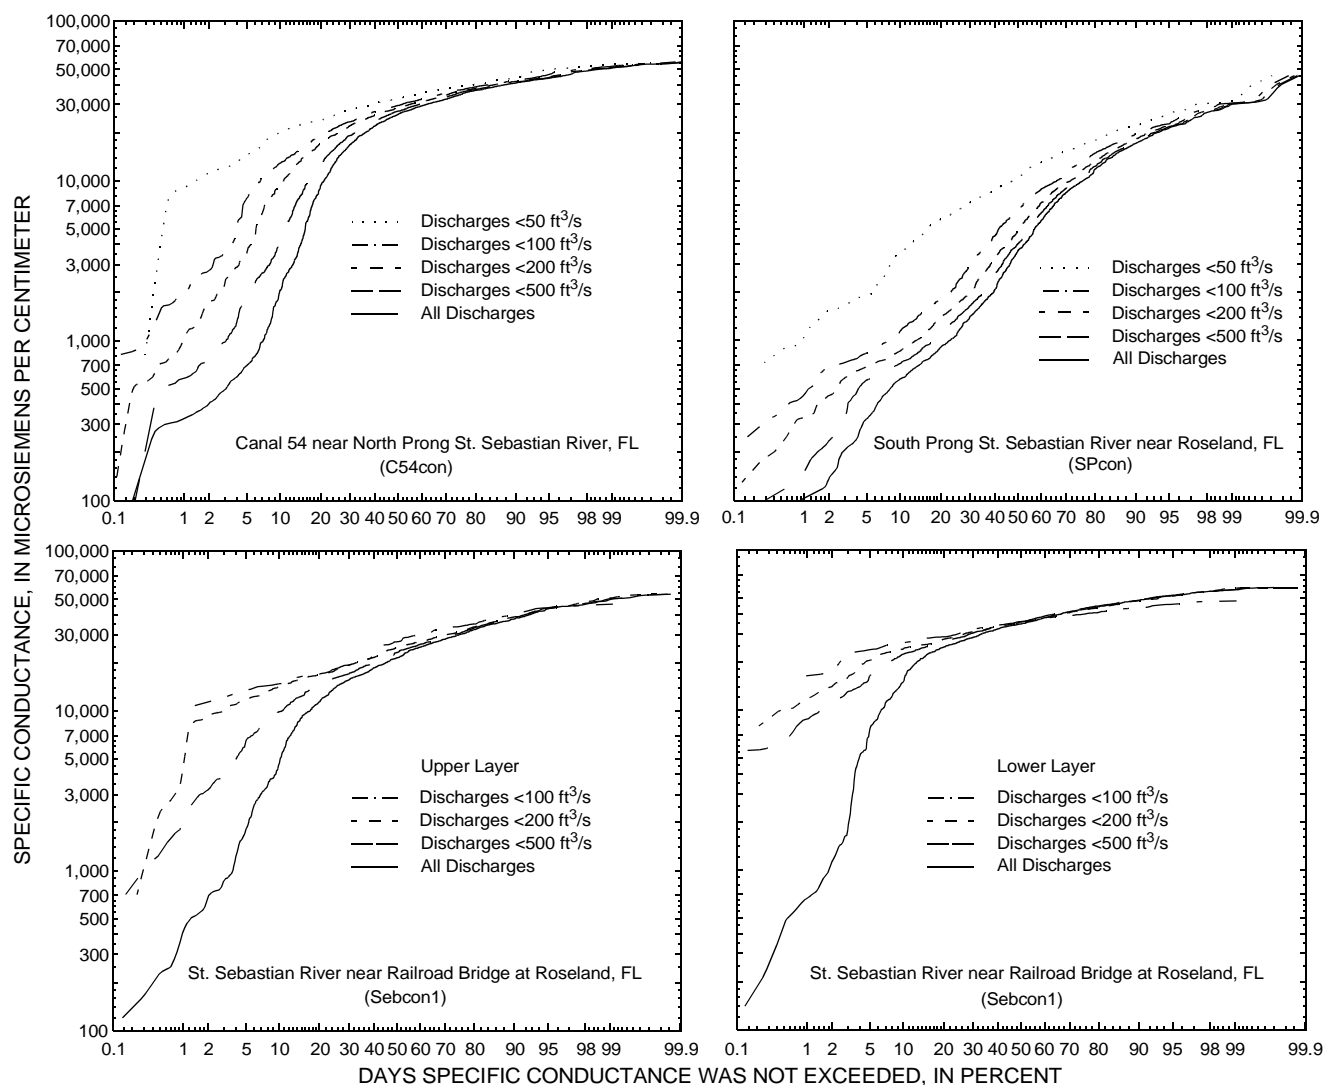 SPECIFIC CONDUCTANCE, IN MICROSIEMENS PER CENTIMETER
100,000
70,000
50,000
30,000
10,000
7,000
5,000
3,000
1,000
700
500
300
100
Discharges <50 ft³/s
Discharges <100 ft³/s
Discharges <200 ft³/s
Discharges <500 ft³/s
All Discharges
Canal 54 near North Prong St. Sebastian River, FL
(C54con)
0.1 1 2 5 10 20 30 40 50 60 70 80 90 95 98 99 99.9
Discharges <50 ft³/s
Discharges <100 ft³/s
Discharges <200 ft³/s
Discharges <500 ft³/s
All Discharges
South Prong St. Sebastian River near Roseland, FL
(SPcon)
0.1 1 2 5 10 20 30 40 50 60 70 80 90 95 98 99 99.9
100,000
70,000
50,000
30,000
10,000
7,000
5,000
3,000
1,000
700
500
300
100
Upper Layer
Discharges <100 ft³/s
Discharges <200 ft³/s
Discharges <500 ft³/s
All Discharges
St. Sebastian River near Railroad Bridge at Roseland, FL
(Sebcon1)
0.1 1 2 5 10 20 30 40 50 60 70 80 90 95 98 99 99.9
Lower Layer
Discharges <100 ft³/s
Discharges <200 ft³/s
Discharges <500 ft³/s
All Discharges
St. Sebastian River near Railroad Bridge at Roseland, FL
(Sebcon1)
0.1 1 2 5 10 20 30 40 50 60 70 80 90 95 98 99 99.9
DAYS SPECIFIC CONDUCTANCE WAS NOT EXCEEDED, IN PERCENT